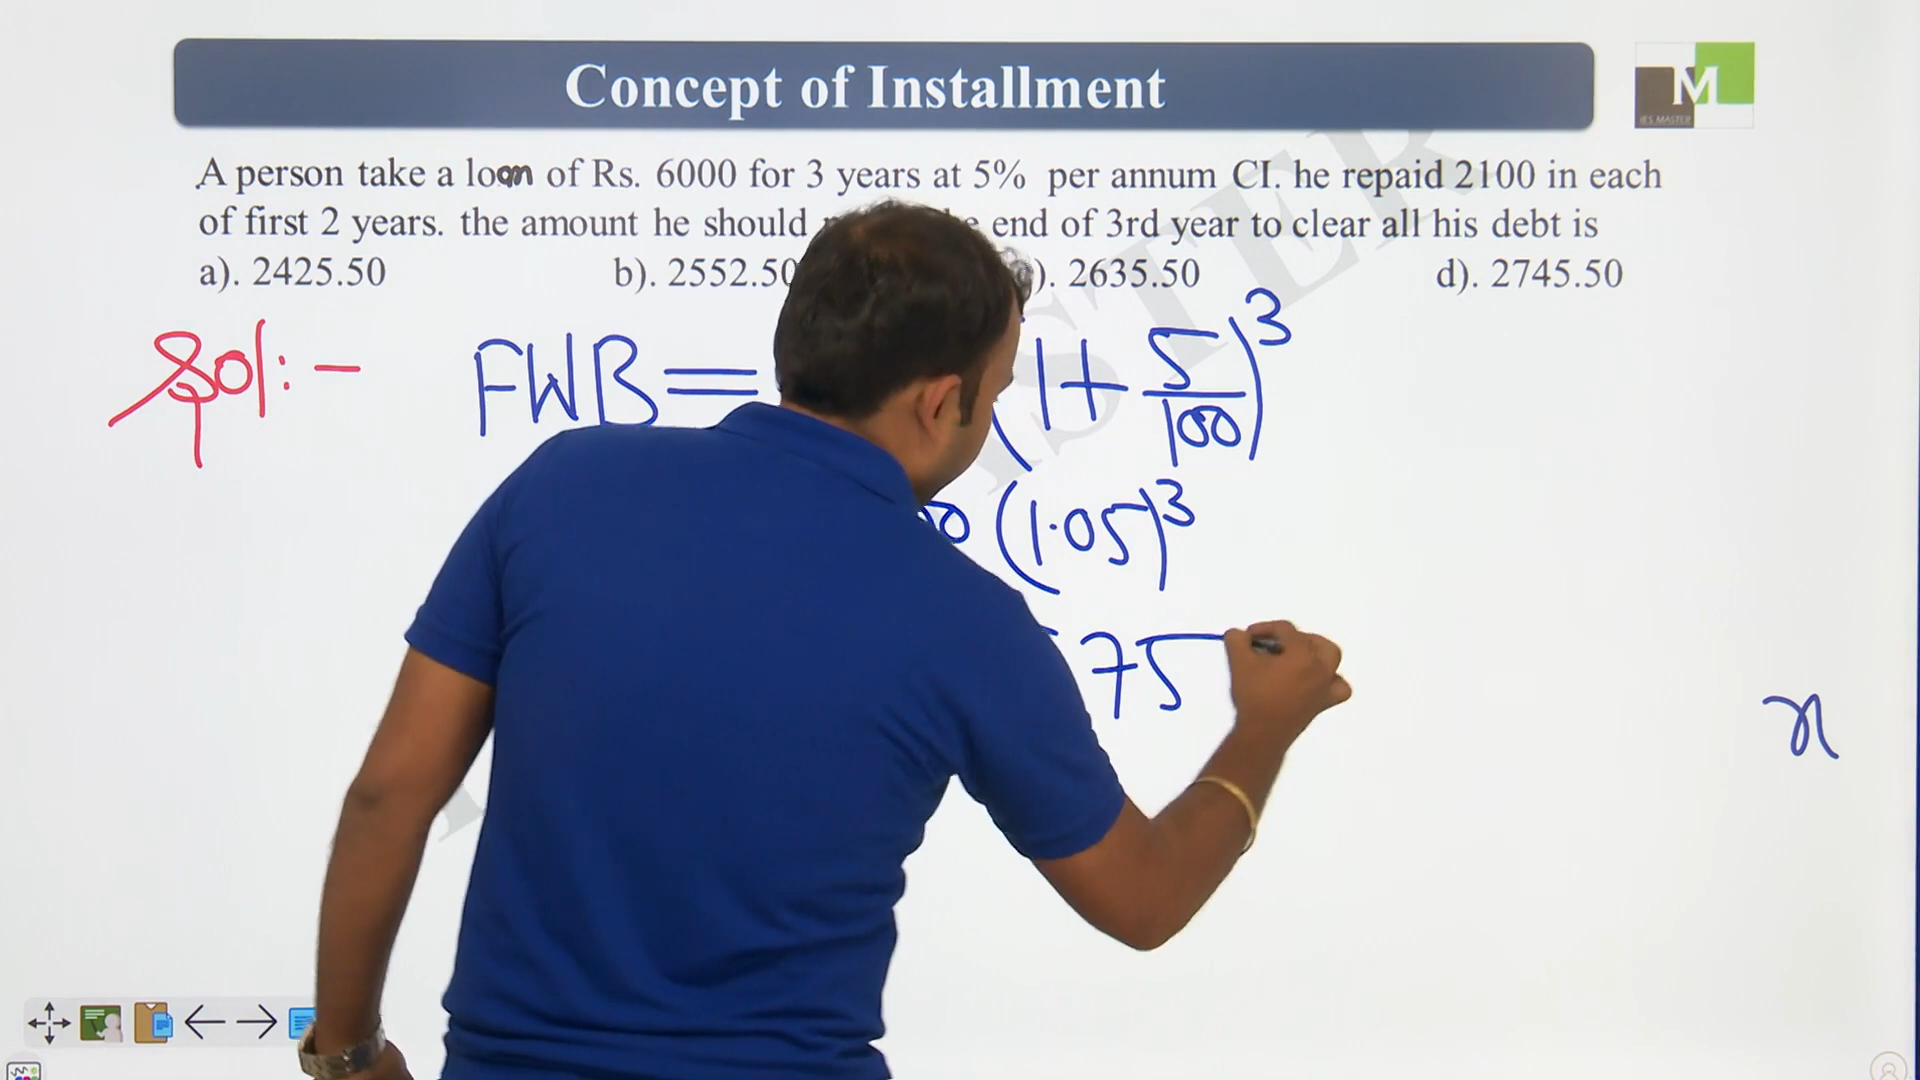 Concept of Installment
M
IES MASTER
A person take a loan of Rs. 6000 for 3 years at 5% per annum CI. he repaid 2100 in each
of first 2 years. the amount he should end of 3rd year to clear all his debt is
a). 2425.50 b). 2552.50 ). 2635.50 d). 2745.50
Sol:- FWB= (1+5/100)^3
(1.05)^3
75
x